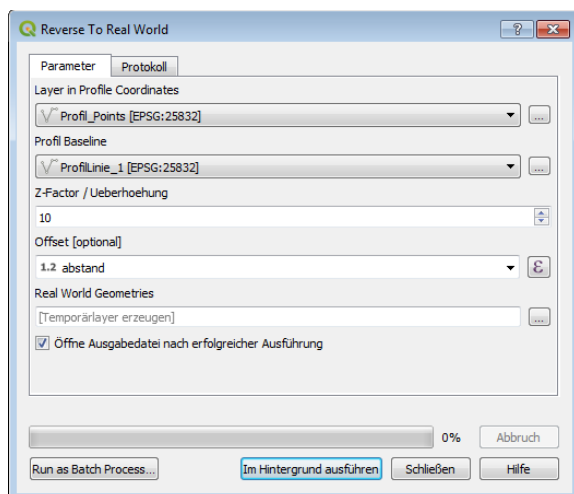 Reverse To Real World
Parameter Protokoll
Layer in Profile Coordinates
Profil_Points [EPSG:25832]
...
Profil Baseline
ProfilLinie_1 [EPSG:25832]
...
Z-Factor / Ueberhoehung
10
Offset [optional]
1.2 abstand
ε
Real World Geometries
[Temporärlayer erzeugen]
...
Öffne Ausgabedatei nach erfolgreicher Ausführung
0% Abbruch
Run as Batch Process... Im Hintergrund ausführen Schließen Hilfe